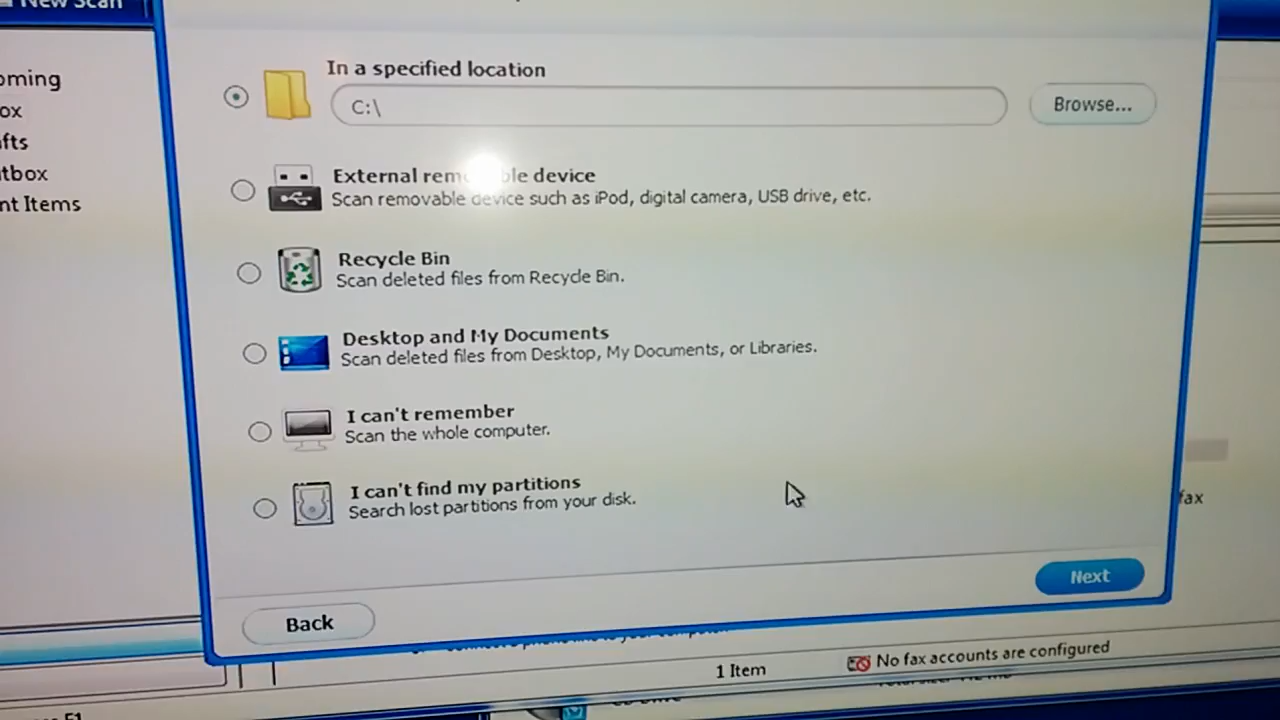 New Scan
oming
ox
afts
tbox
nt Items
In a specified location
C:\
Browse...
External removable device
Scan removable device such as iPod, digital camera, USB drive, etc.
Recycle Bin
Scan deleted files from Recycle Bin.
Desktop and My Documents
Scan deleted files from Desktop, My Documents, or Libraries.
I can't remember
Scan the whole computer.
I can't find my partitions
Search lost partitions from your disk.
fax
Next
Back
1 Item
No fax accounts are configured
F1